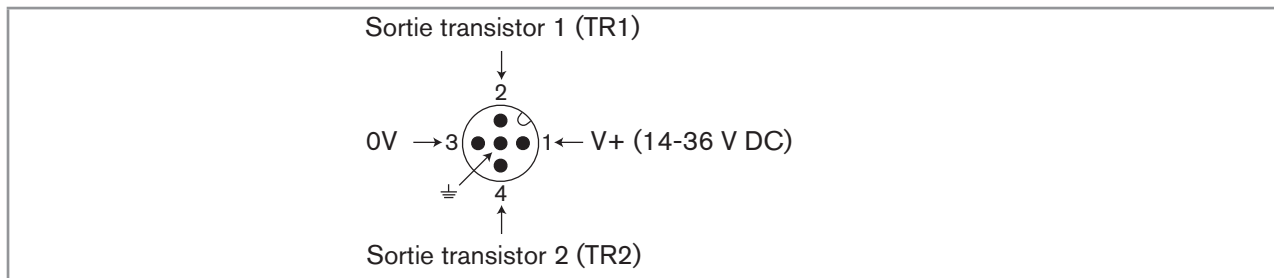 Sortie transistor 1 (TR1)
2
0V 3 1 V+ (14-36 V DC)
4
Sortie transistor 2 (TR2)